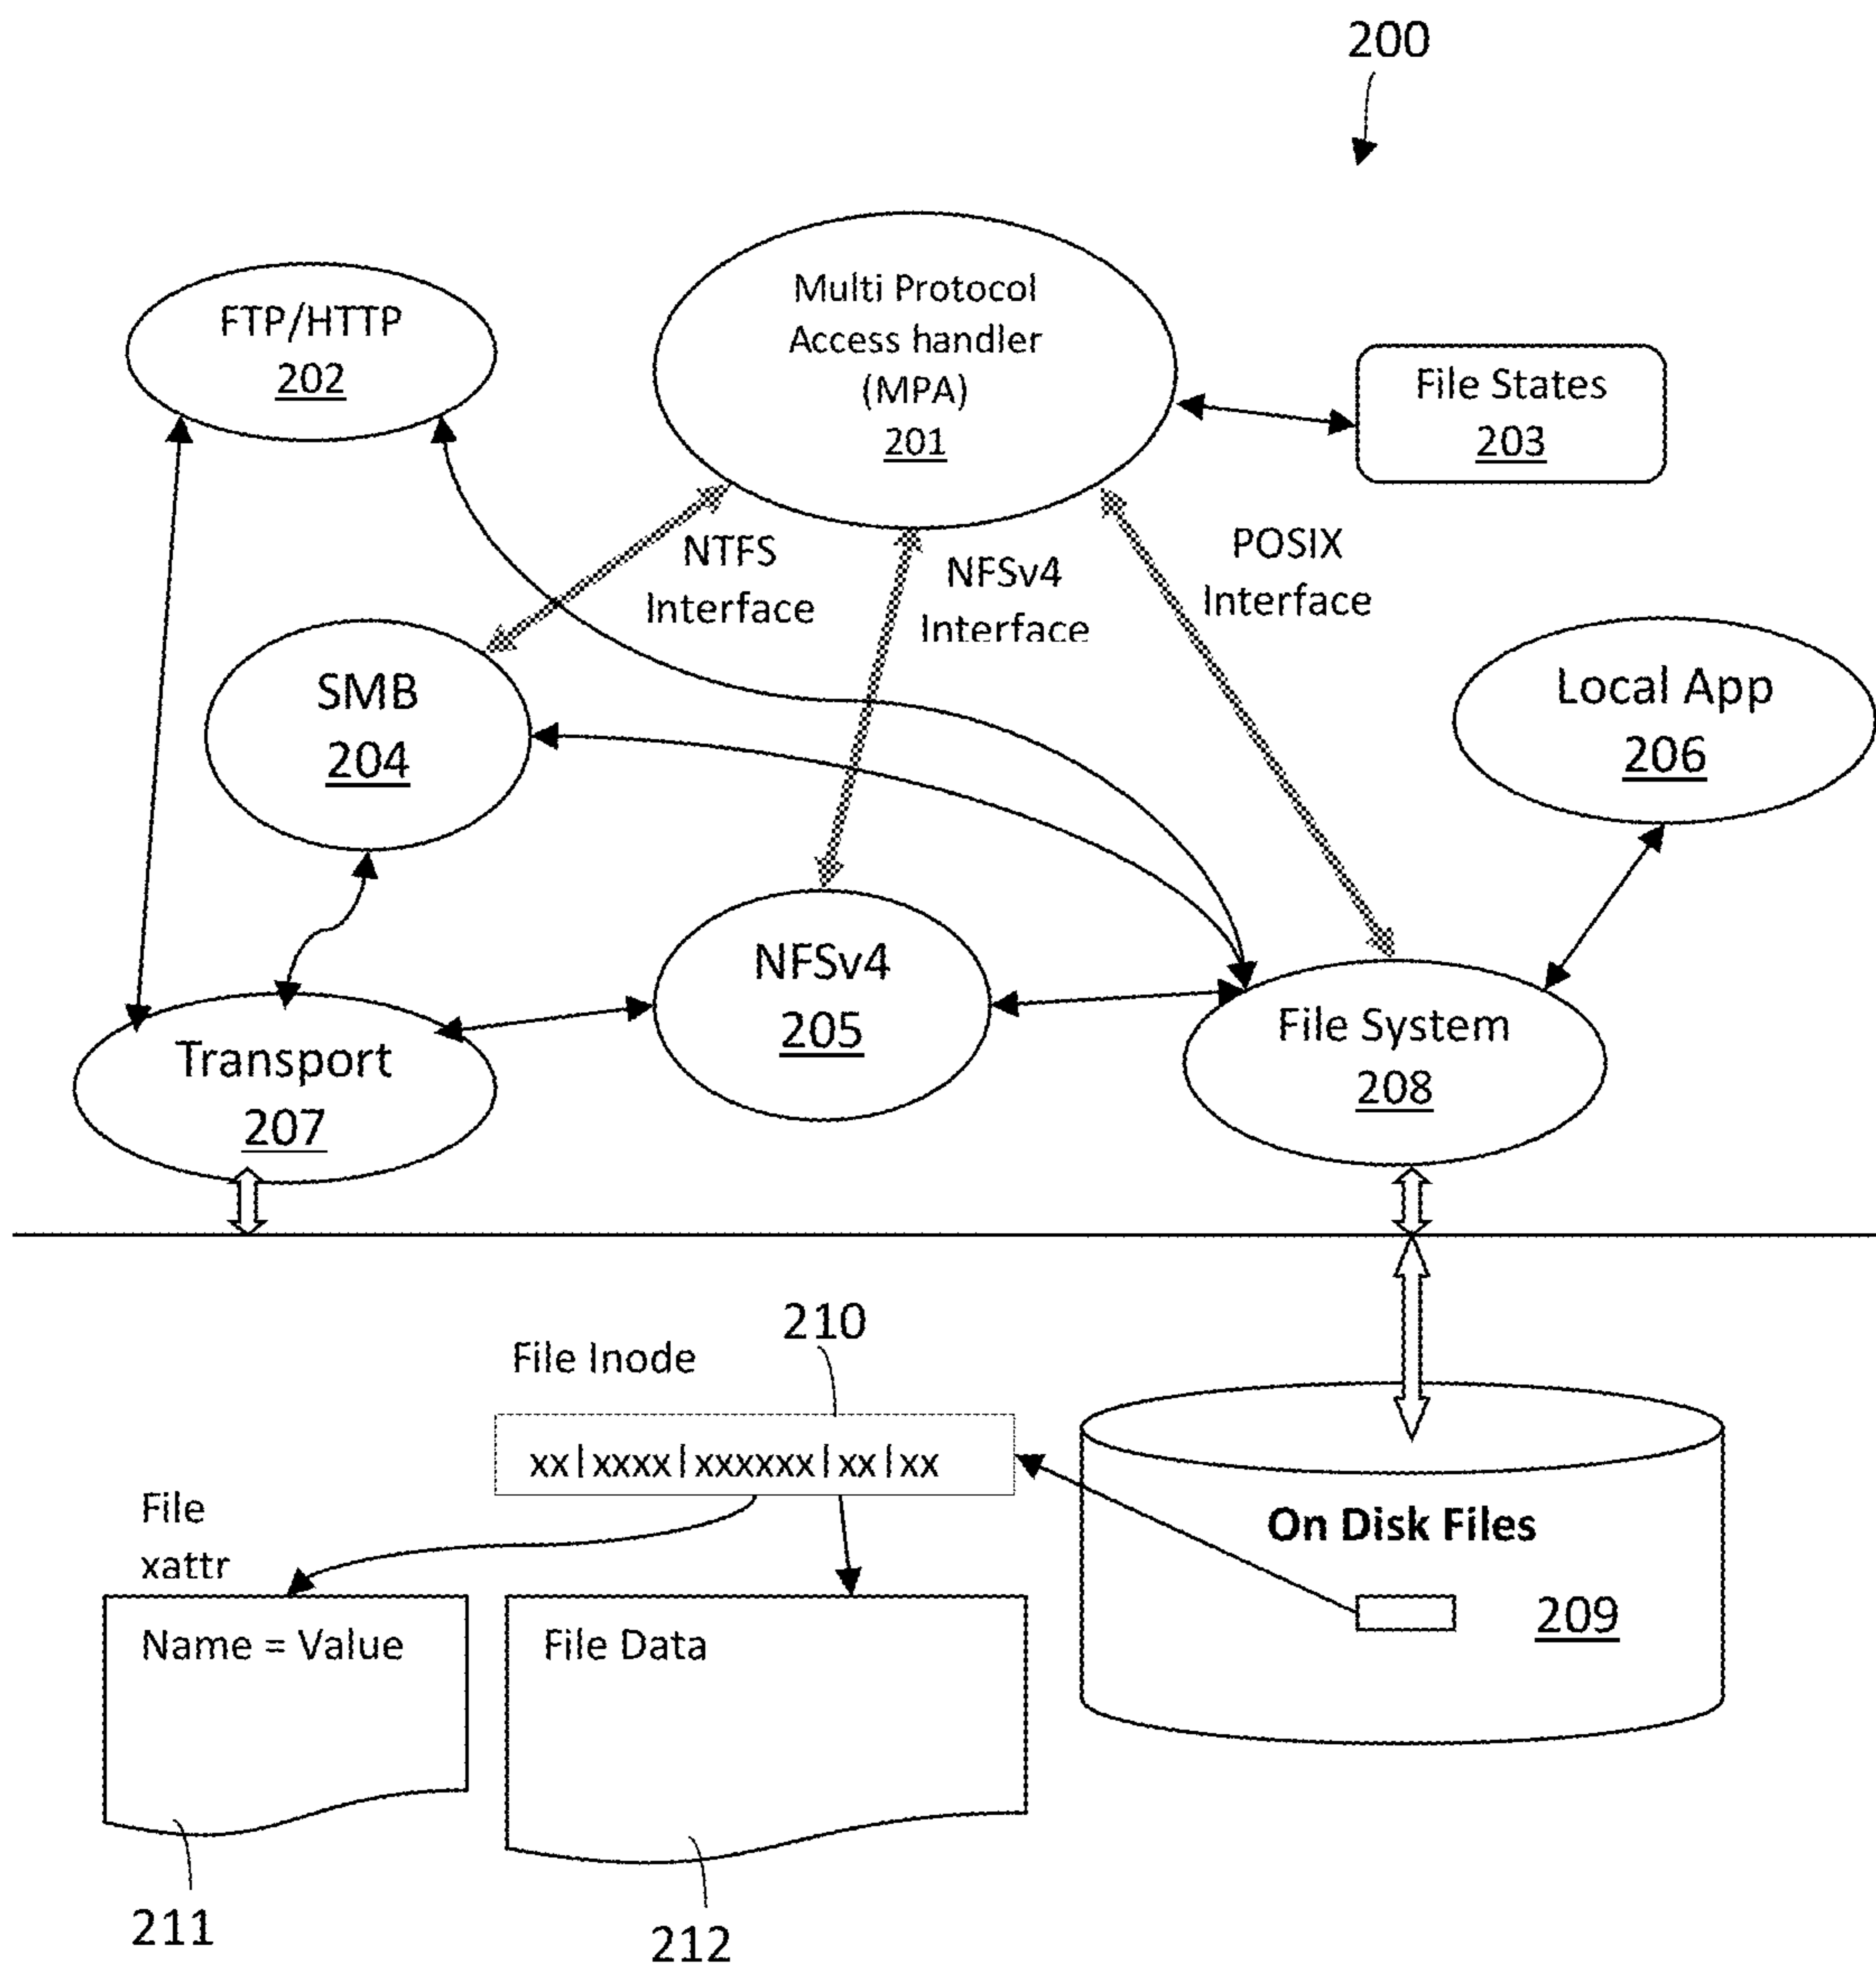 200
Multi Protocol
Access handler
(MPA)
201
FTP/HTTP
202
File States
203
NTFS
Interface
NFSv4
Interface
POSIX
Interface
SMB
204
Local App
206
NFSv4
205
File System
208
Transport
207
210
File Inode
xx|xxxx|xxxxxx|xx|xx
On Disk Files
209
File
xattr
Name = Value
File Data
211
212